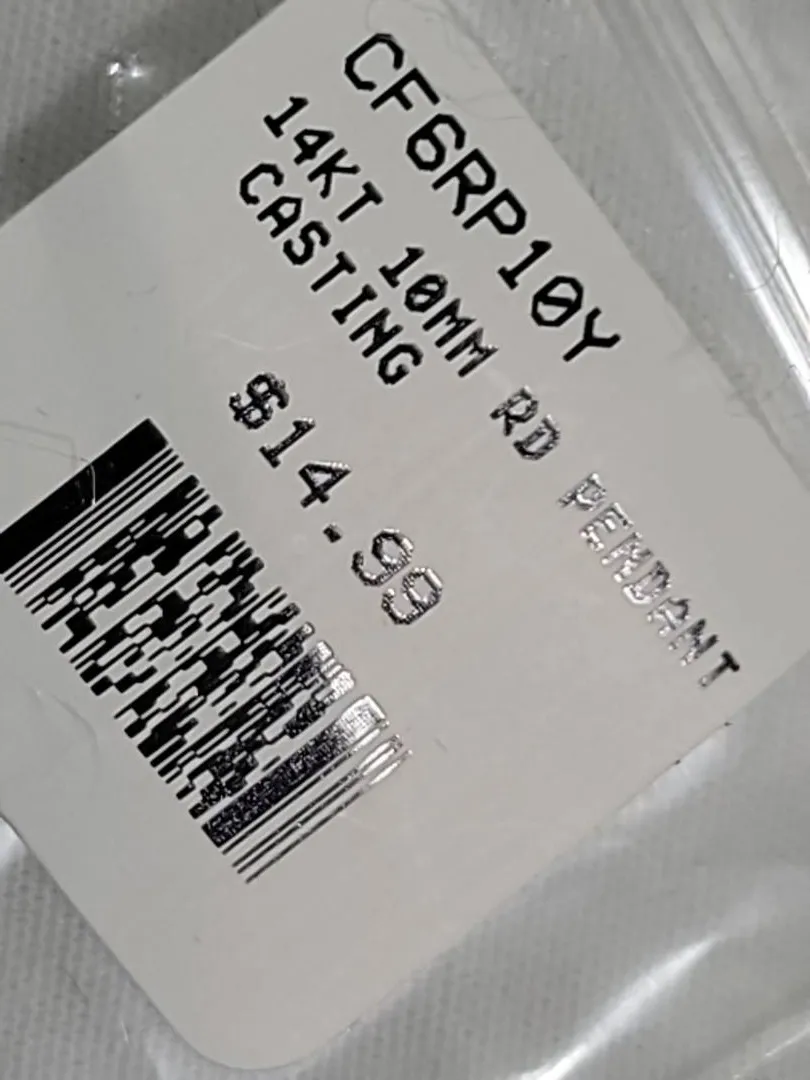 CF6RP10Y
14KT 10MM RD PENDANT
CASTING
$14.99